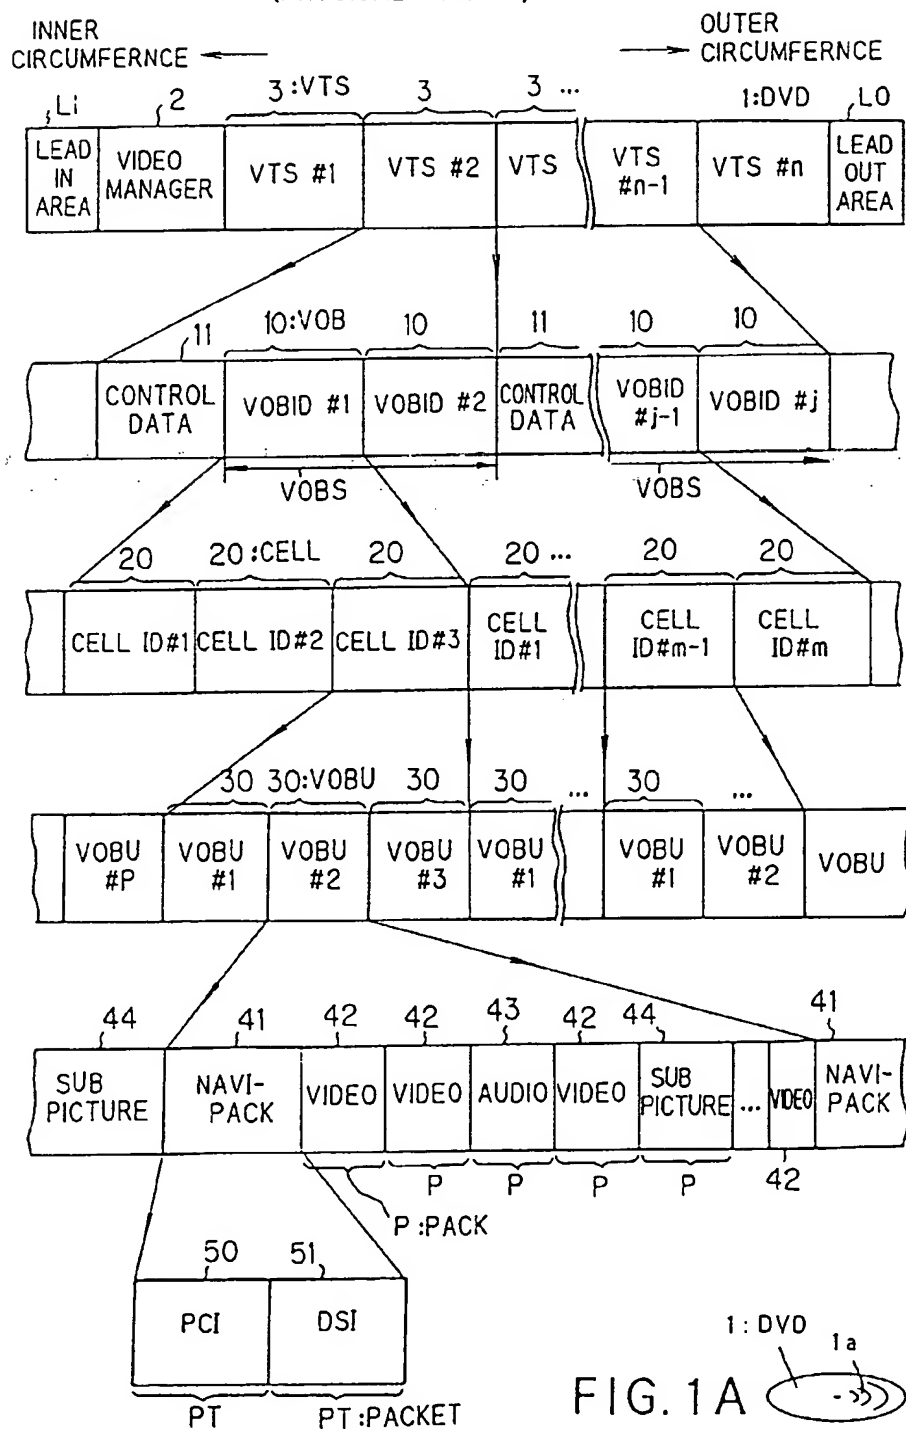 INNER
CIRCUMFERNCE
OUTER
CIRCUMFERNCE
Li 2 3 :VTS 3 3 ... 1:DVD LO
LEAD IN AREA
VIDEO MANAGER
VTS #1
VTS #2
VTS
VTS #n-1
VTS #n
LEAD OUT AREA
11 10:VOB 10 11 10 10
CONTROL DATA
VOBID #1
VOBID #2
CONTROL DATA
VOBID #j-1
VOBID #j
VOBS
VOBS
20 20 :CELL 20 20 ... 20 20
CELL ID#1
CELL ID#2
CELL ID#3
CELL ID#1
CELL ID#m-1
CELL ID#m
30 30:VOBU 30 30 ... 30 ...
VOBU #P
VOBU #1
VOBU #2
VOBU #3
VOBU #1
VOBU #1
VOBU #2
VOBU
44 41 42 42 43 42 44 41
SUB PICTURE
NAVI-PACK
VIDEO
VIDEO
AUDIO
VIDEO
SUB PICTURE
...
VIDEO
NAVI-PACK
P P P P 42
P :PACK
50 51
PCI
DSI
PT PT :PACKET
1 : DVD
1a
FIG. 1A